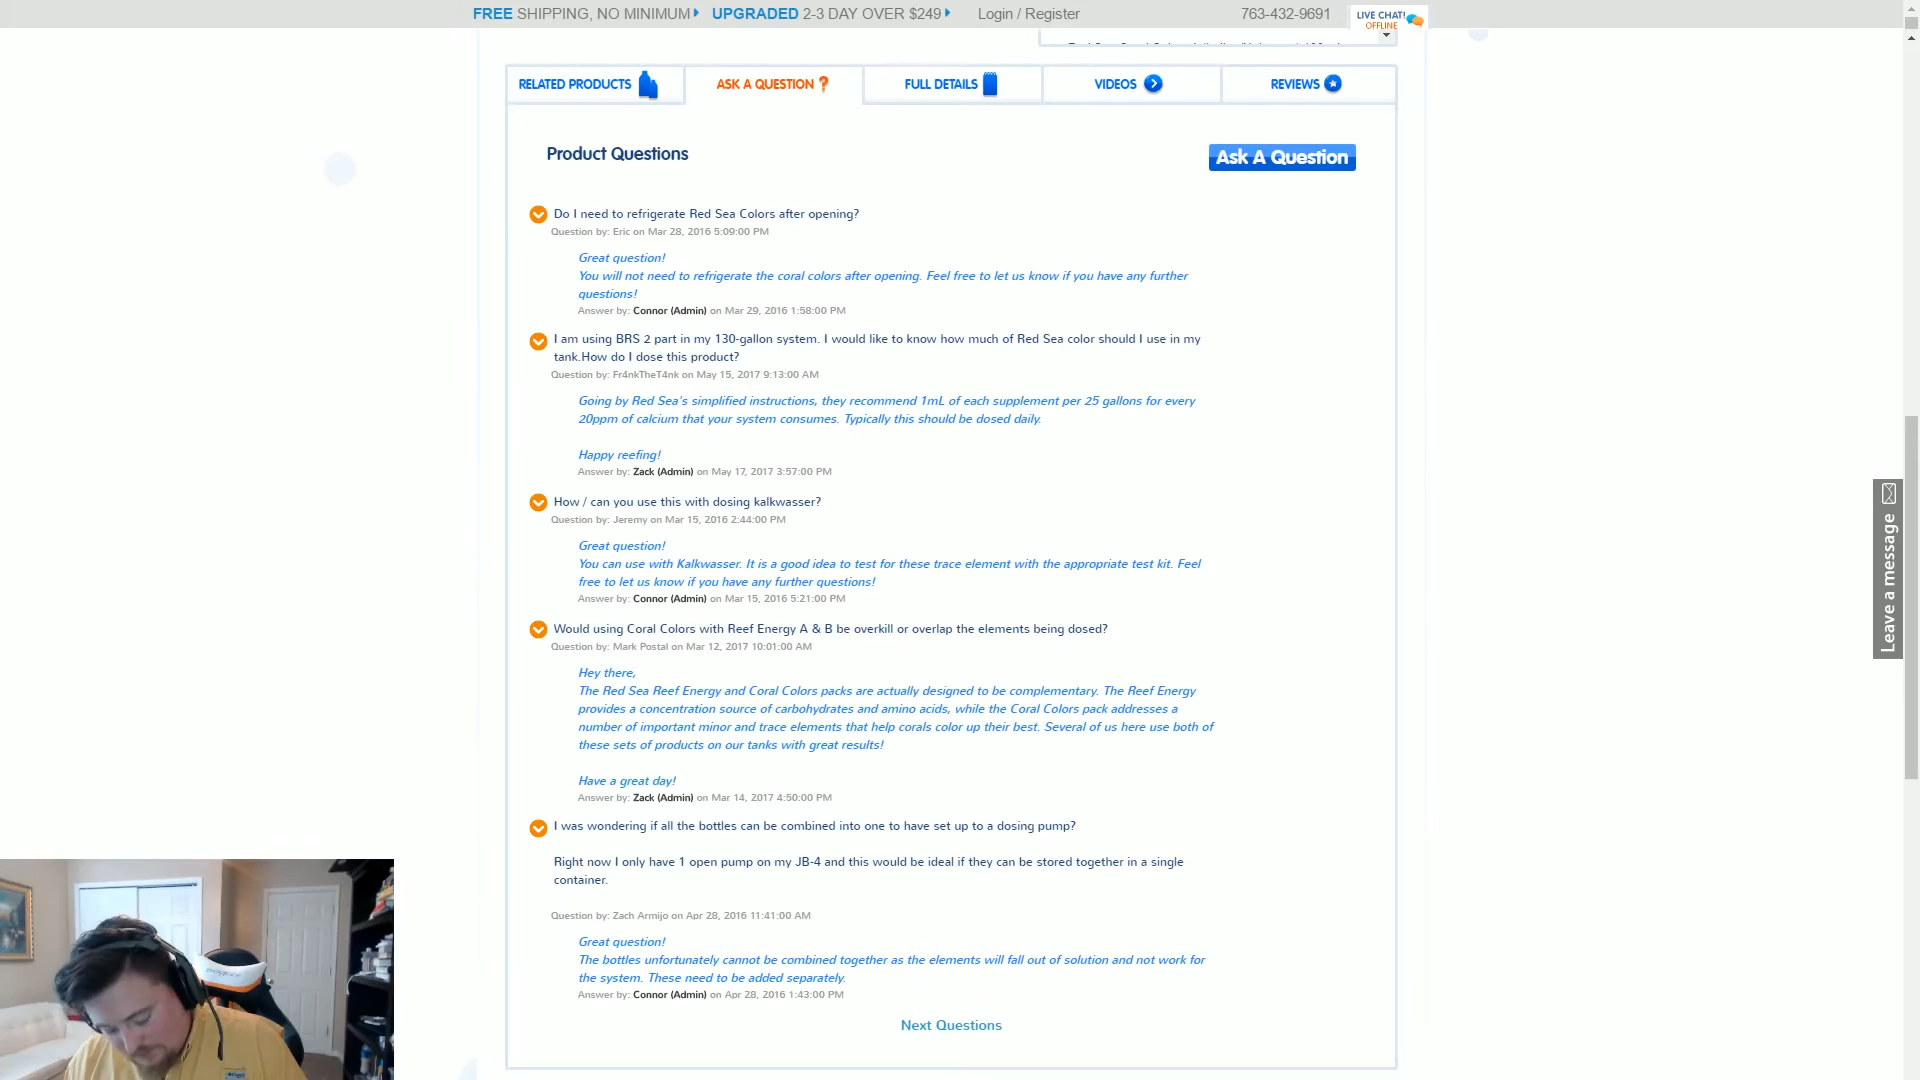 FREE SHIPPING, NO MINIMUM UPGRADED 2-3 DAY OVER $249 Login / Register 763-432-9691 LIVE CHAT!
OFFLINE
RELATED PRODUCTS ASK A QUESTION FULL DETAILS VIDEOS REVIEWS
Product Questions
Ask A Question
Do I need to refrigerate Red Sea Colors after opening?
Question by: Eric on Mar 28, 2016 5:09:00 PM
Great question!
You will not need to refrigerate the coral colors after opening. Feel free to let us know if you have any further
questions!
Answer by: Connor (Admin) on Mar 29, 2016 1:58:00 PM
I am using BRS 2 part in my 130-gallon system. I would like to know how much of Red Sea color should I use in my
tank.How do I dose this product?
Question by: Fr4nkTheT4nk on May 15, 2017 9:13:00 AM
Going by Red Sea's simplified instructions, they recommend 1mL of each supplement per 25 gallons for every
20ppm of calcium that your system consumes. Typically this should be dosed daily.
Happy reefing!
Answer by: Zack (Admin) on May 17, 2017 3:57:00 PM
How / can you use this with dosing kalkwasser?
Question by: Jeremy on Mar 15, 2016 2:44:00 PM
Great question!
You can use with Kalkwasser. It is a good idea to test for these trace element with the appropriate test kit. Feel
free to let us know if you have any further questions!
Answer by: Connor (Admin) on Mar 15, 2016 5:21:00 PM
Leave a message
Would using Coral Colors with Reef Energy A & B be overkill or overlap the elements being dosed?
Question by: Mark Postal on Mar 12, 2017 10:01:00 AM
Hey there,
The Red Sea Reef Energy and Coral Colors packs are actually designed to be complementary. The Reef Energy
provides a concentration source of carbohydrates and amino acids, while the Coral Colors pack addresses a
number of important minor and trace elements that help corals color up their best. Several of us here use both of
these sets of products on our tanks with great results!
Have a great day!
Answer by: Zack (Admin) on Mar 14, 2017 4:50:00 PM
I was wondering if all the bottles can be combined into one to have set up to a dosing pump?
Right now I only have 1 open pump on my JB-4 and this would be ideal if they can be stored together in a single
container.
Question by: Zach Armijo on Apr 28, 2016 11:41:00 AM
Great question!
The bottles unfortunately cannot be combined together as the elements will fall out of solution and not work for
the system. These need to be added separately.
Answer by: Connor (Admin) on Apr 28, 2016 1:43:00 PM
Next Questions